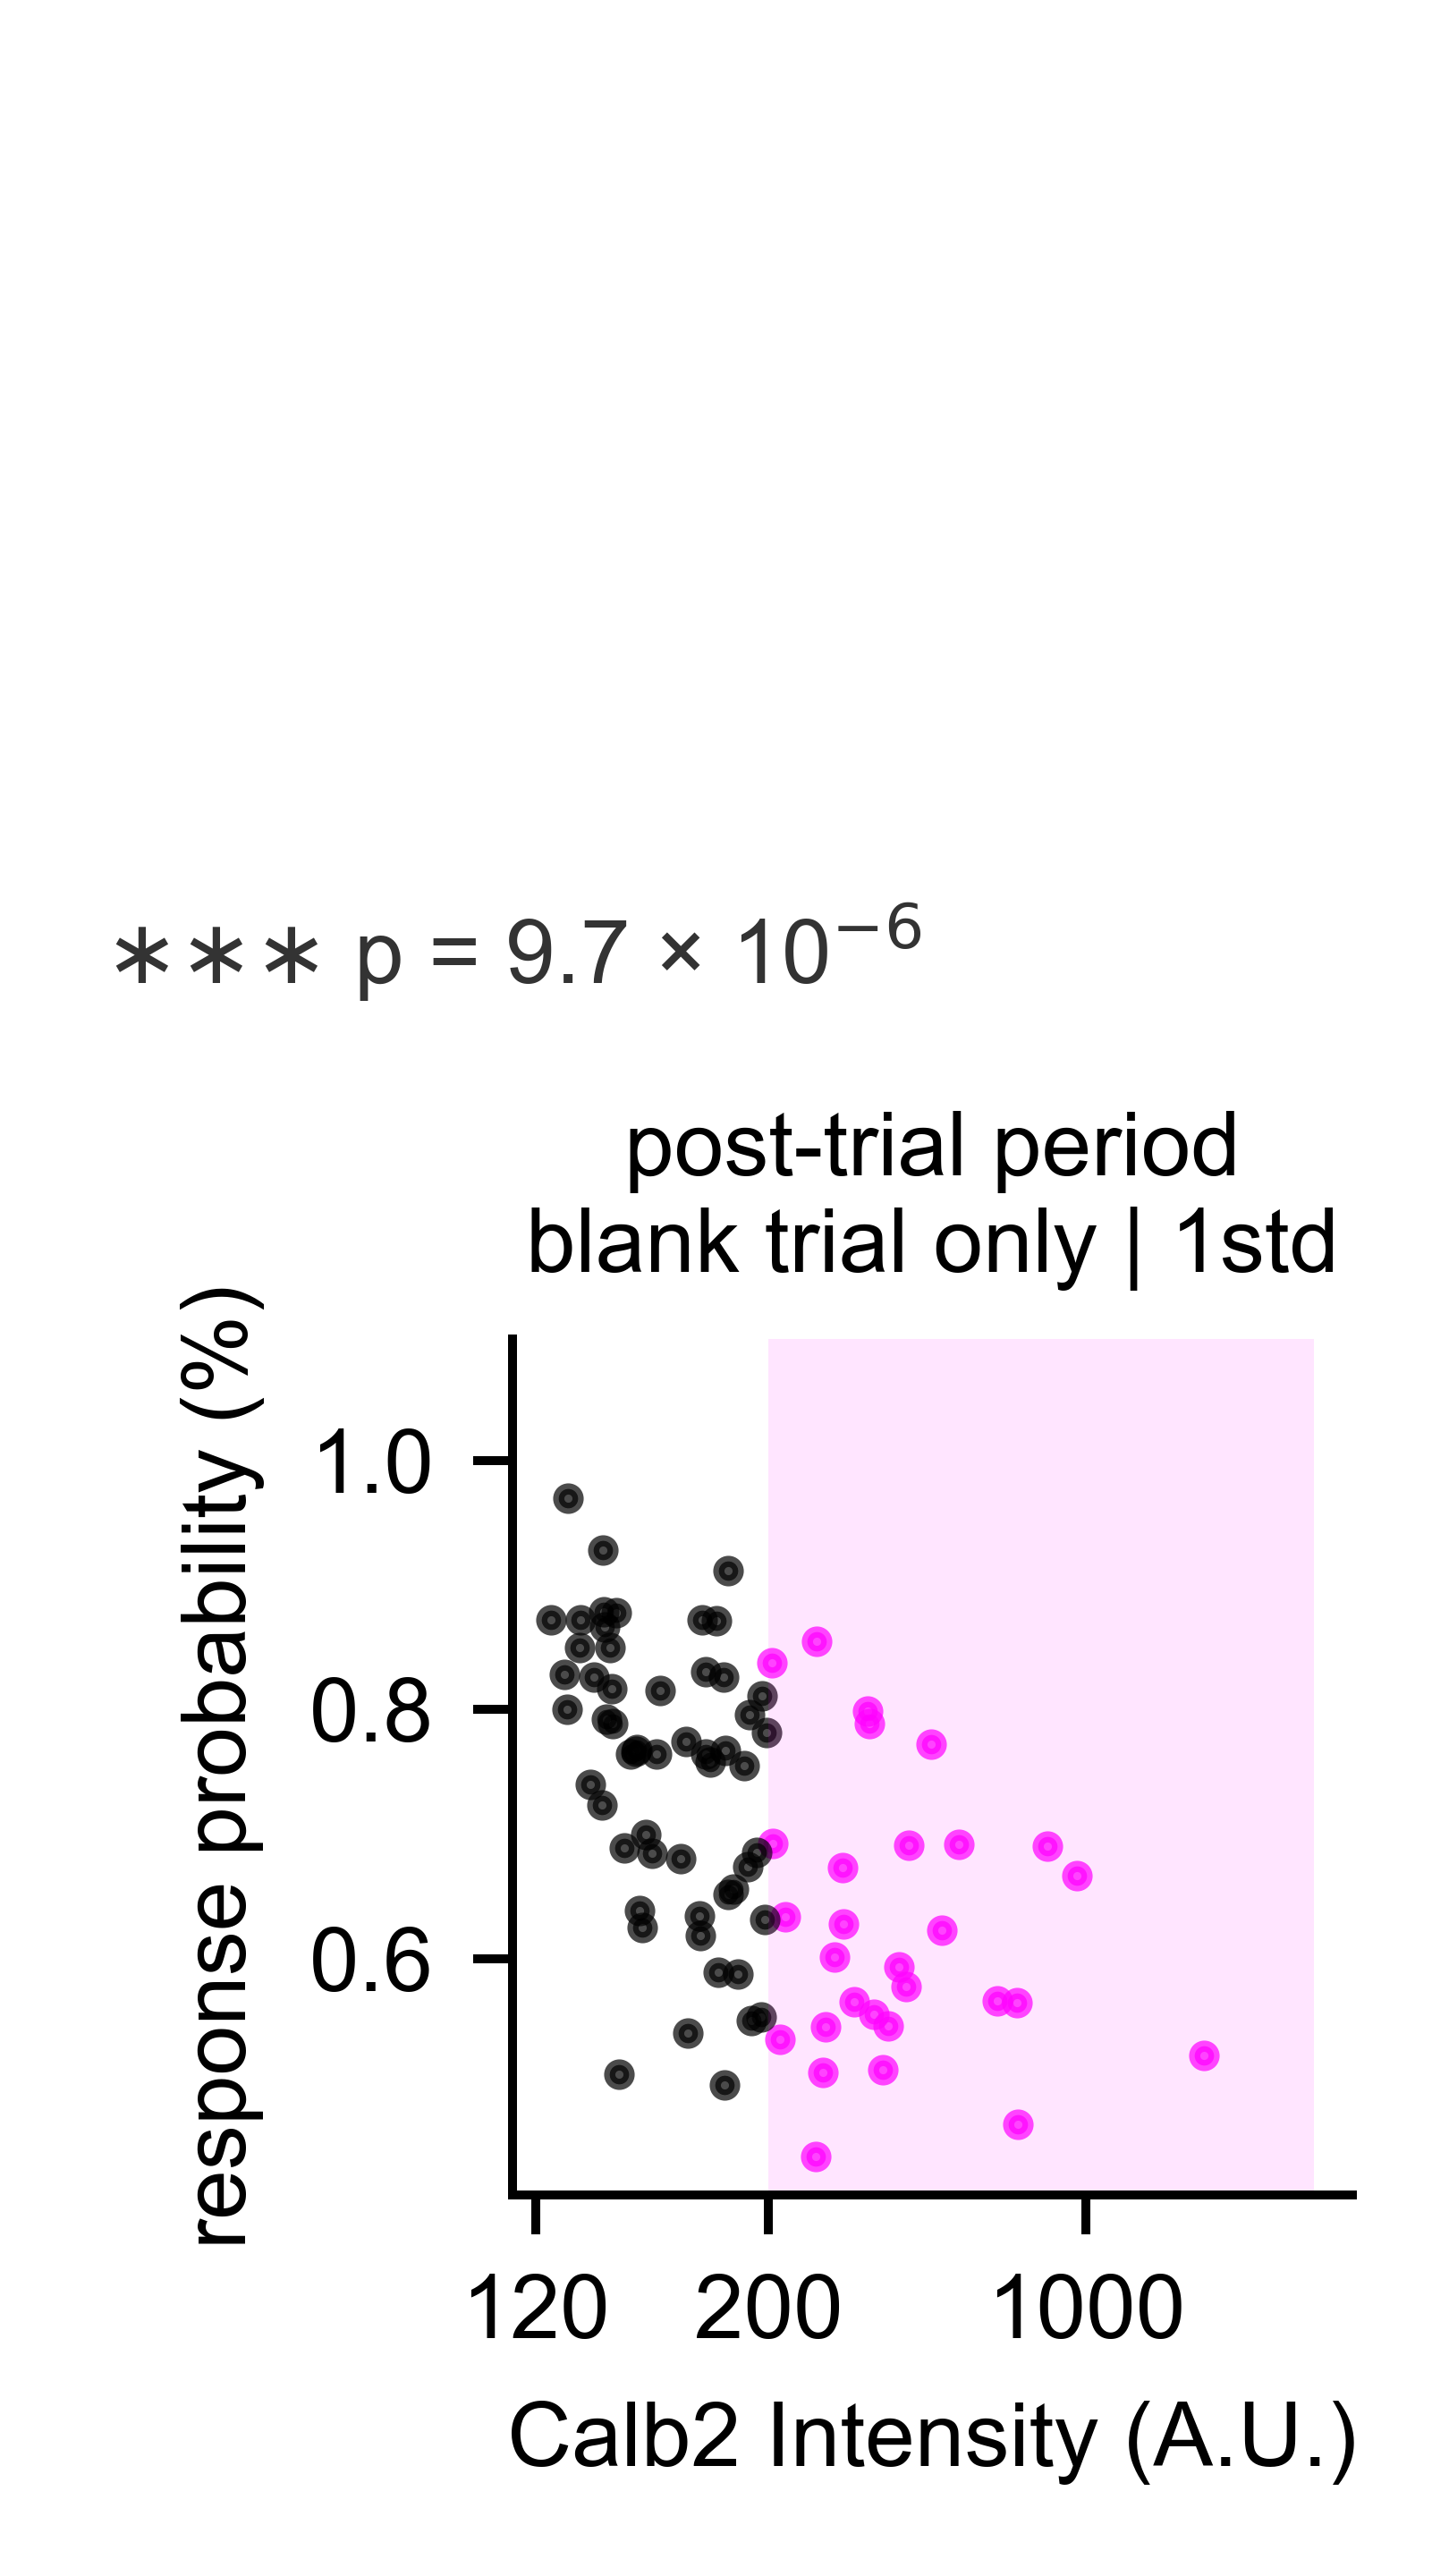 ∗∗∗ p = 9.7 × 10⁻⁶
post-trial period
blank trial only | 1std
response probability (%)
1.0
0.8
0.6
120 200 1000
Calb2 Intensity (A.U.)